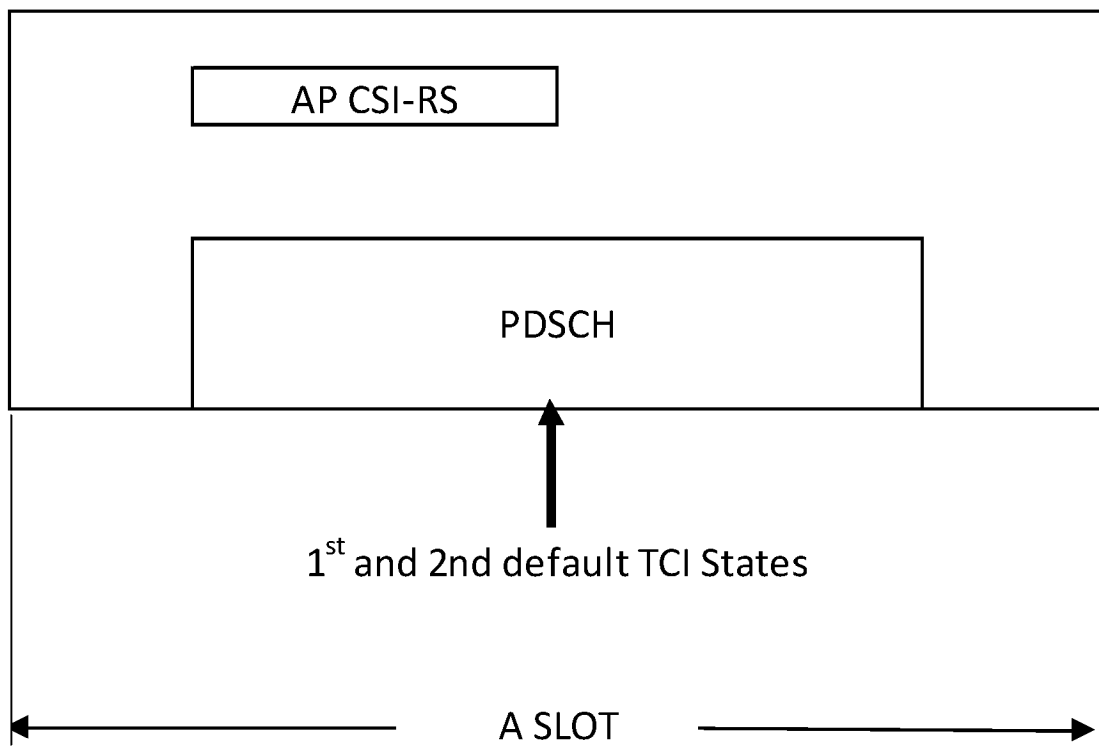 AP CSI-RS
PDSCH
1st and 2nd default TCI States
A SLOT